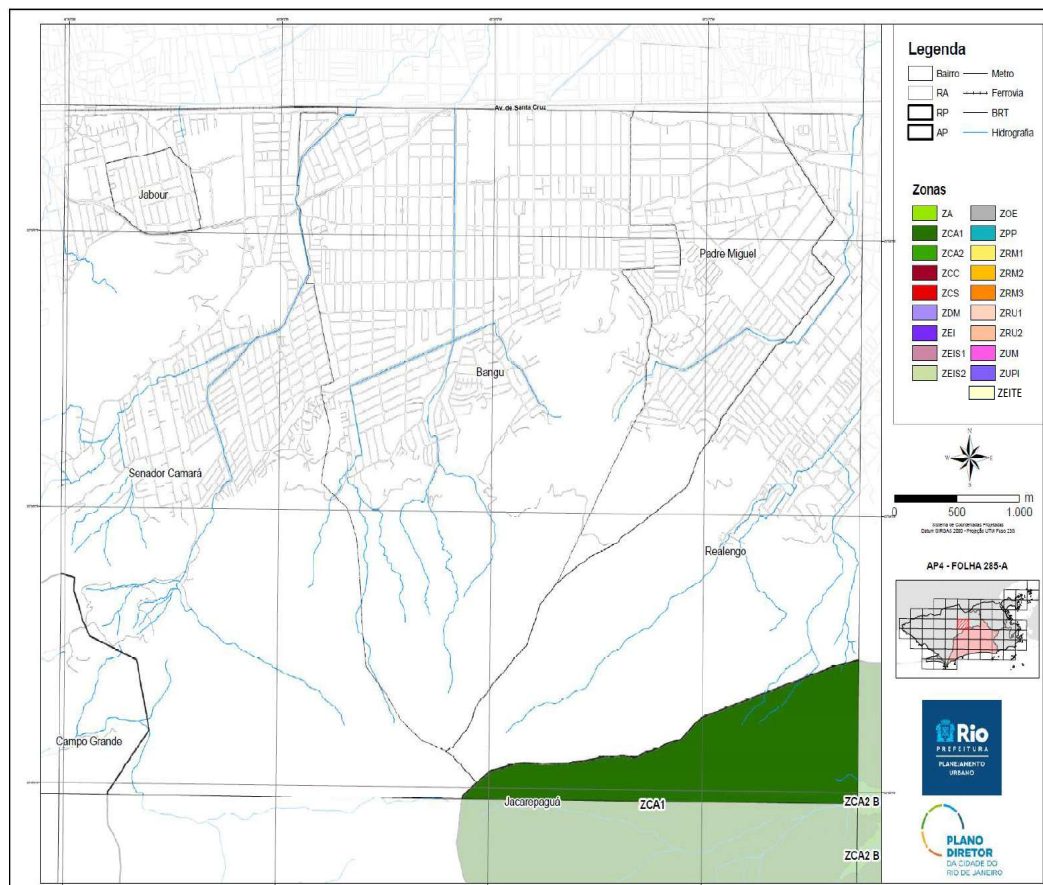 Av. de Santa Cruz
Jabour
Padre Miguel
Bangu
Senador Camará
Realengo
Campo Grande
Jacarepaguá
ZCA1
ZCA2 B
ZCA2 B
Legenda
Bairro
Metro
RA
Ferrovia
RP
BRT
AP
Hidrografia
Zonas
ZA
ZOE
ZCA1
ZPP
ZCA2
ZRM1
ZCC
ZRM2
ZCS
ZRM3
ZDM
ZRU1
ZEI
ZRU2
ZEIS1
ZUM
ZEIS2
ZUPI
ZEITE
N
W
E
S
m
0
500
1.000
AP4 - FOLHA 285-A
Rio
PREFEITURA
PLANEJAMENTO
URBANO
PLANO
DIRETOR
DA CIDADE DO
RIO DE JANEIRO